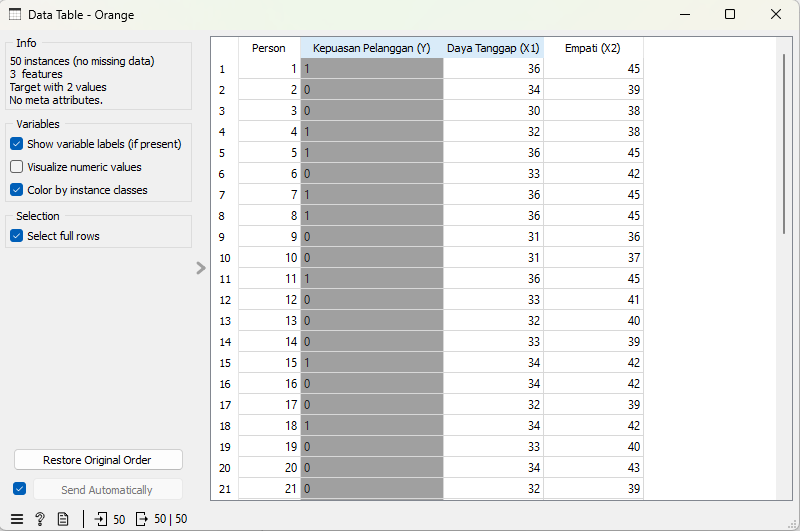 Data Table - Orange
Info
50 instances (no missing data)
3 features
Target with 2 values
No meta attributes.
Variables
Show variable labels (if present)
Visualize numeric values
Color by instance classes
Selection
Select full rows
Restore Original Order
Send Automatically
50
50 | 50
Person Kepuasan Pelanggan (Y) Daya Tanggap (X1) Empati (X2)
1 1 1 36 45
2 2 0 34 39
3 3 0 30 38
4 4 1 32 38
5 5 1 36 45
6 6 0 33 42
7 7 1 36 45
8 8 1 36 45
9 9 0 31 36
10 10 0 31 37
11 11 1 36 45
12 12 0 33 41
13 13 0 32 40
14 14 0 33 39
15 15 1 34 42
16 16 0 34 42
17 17 0 32 39
18 18 1 34 42
19 19 0 33 40
20 20 0 34 43
21 21 0 32 39